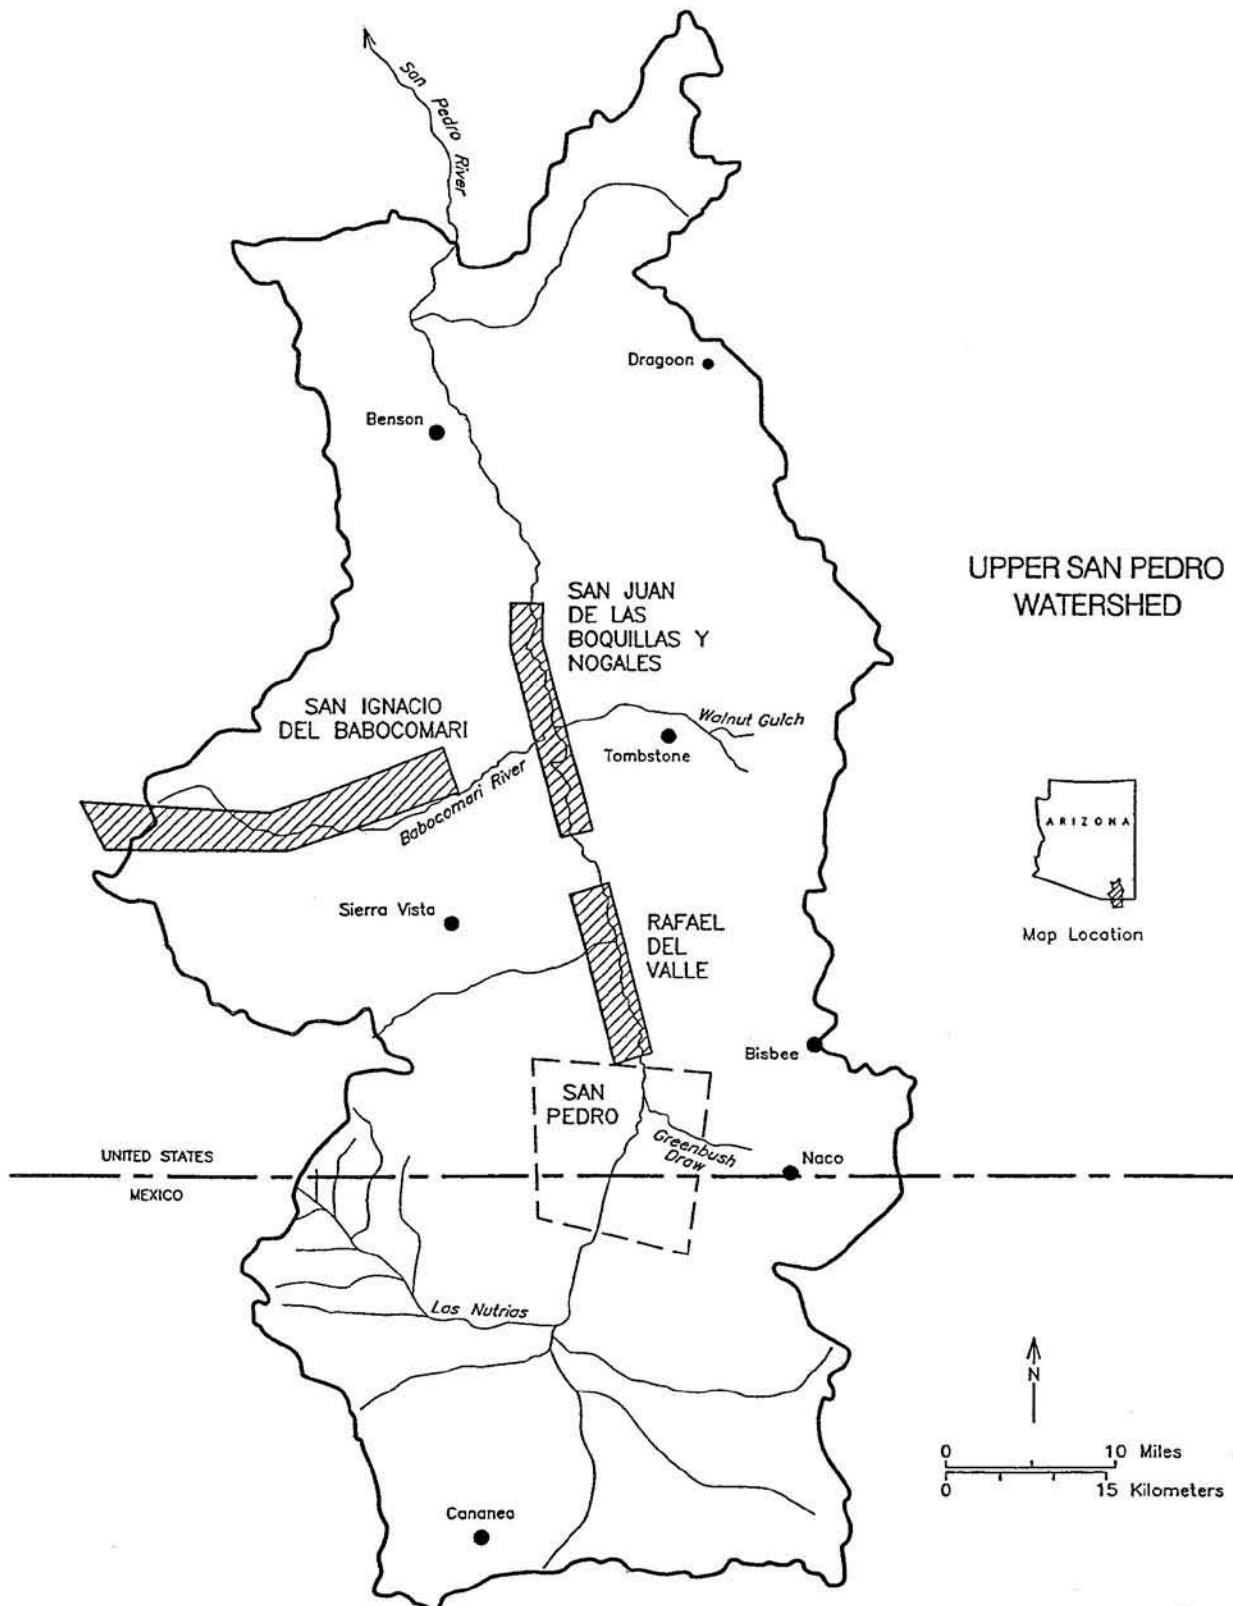 San Pedro River
Dragoon
Benson
UPPER SAN PEDRO
WATERSHED
SAN JUAN
DE LAS
BOQUILLAS Y
NOGALES
SAN IGNACIO
DEL BABOCOMARI
Walnut Gulch
Tombstone
Babocomari River
ARIZONA
Map Location
Sierra Vista
RAFAEL
DEL
VALLE
Bisbee
SAN
PEDRO
Greenbush
Draw
Naco
UNITED STATES
MEXICO
Las Nutrias
N
0 10 Miles
0 15 Kilometers
Cananea